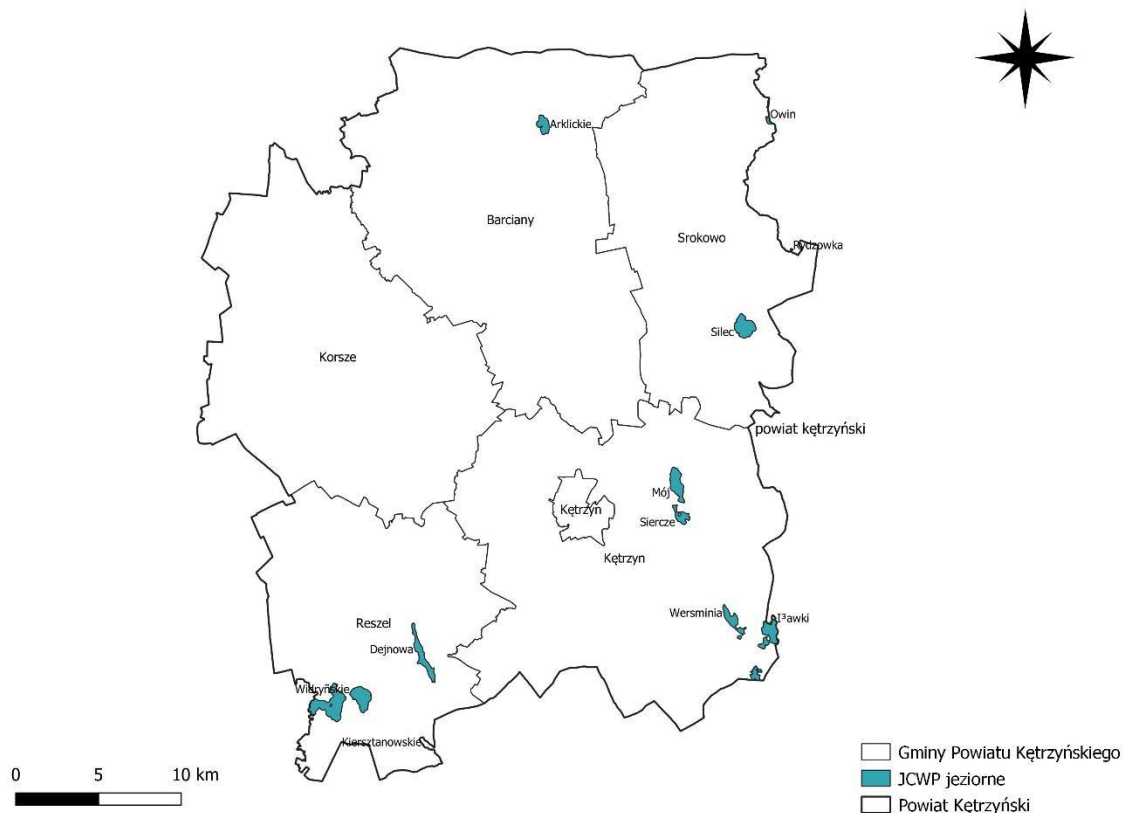 Owin
Arklickie
Barciany
Srokowo
Rydzowka
Silec
Korsze
powiat kętrzyński
Mój
Kętrzyn
Siercze
Kętrzyn
Wersminia
I³awki
Reszel
Dejnowa
Widryńskie
Kiersztanowskie
0 5 10 km
Gminy Powiatu Kętrzyńskiego
JCWP jeziorne
Powiat Kętrzyński